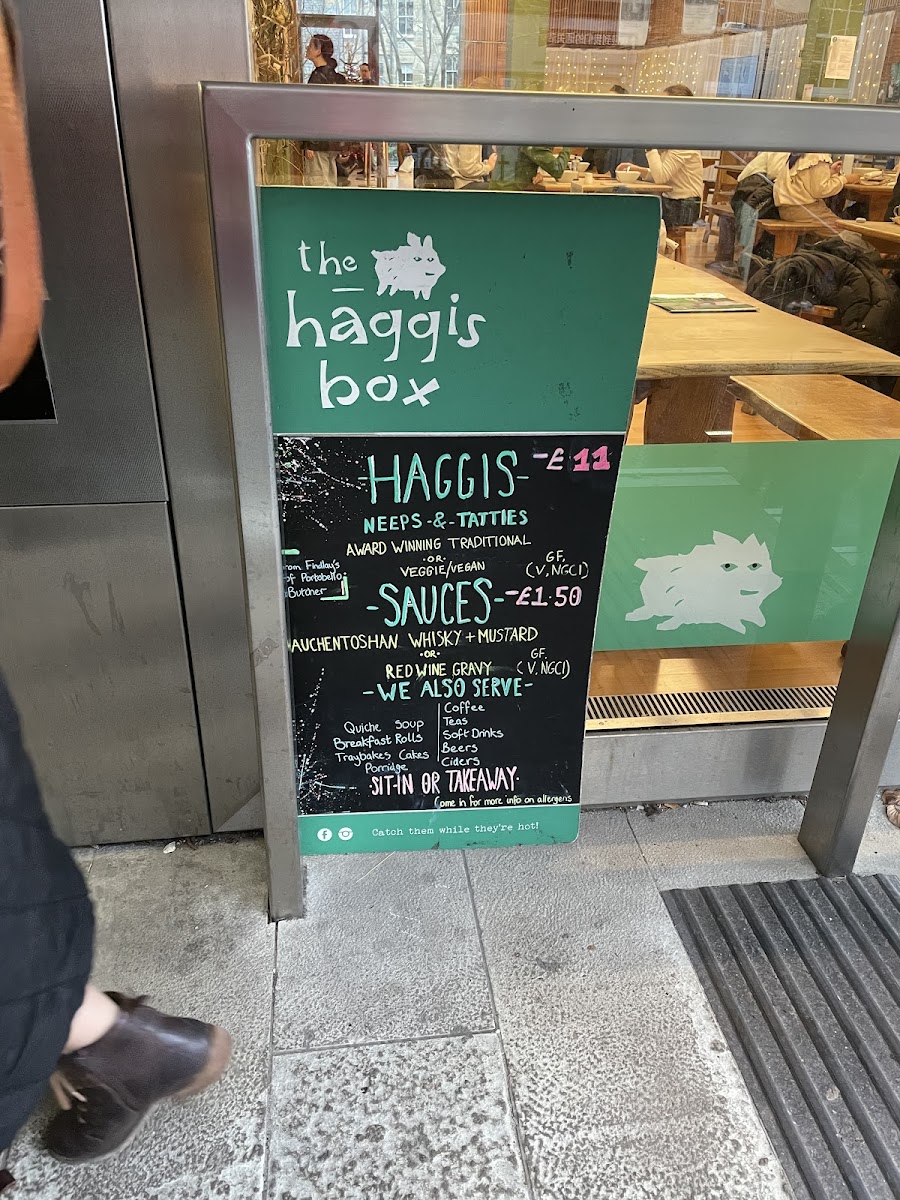 the
haggis
box
-HAGGIS- -£11
NEEPS-&-TATTIES
AWARD WINNING TRADITIONAL
·OR·
VEGGIE/VEGAN
GF,
(V, NGCI)
Findlay's
of Portobello
Butcher
-SAUCES- -£1.50
AUCHENTOSHAN WHISKY + MUSTARD
·OR·
RED WINE GRAVY
GF,
(V, NGCI)
-WE ALSO SERVE-
Quiche Soup
Breakfast Rolls
Traybakes Cakes
Porridge
Coffee
Teas
Soft Drinks
Beers
Ciders
SIT-IN OR TAKEAWAY·
Come in for more info on allergens
Catch them while they're hot!